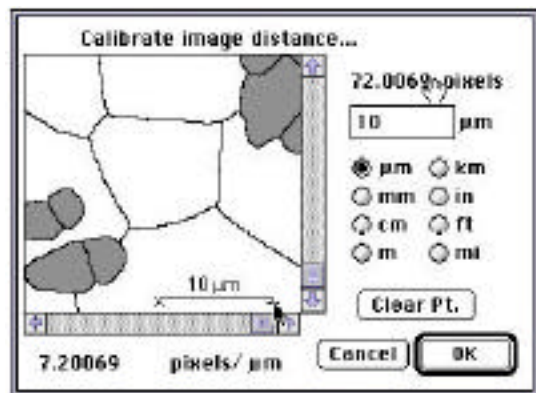 Calibrate image distance...
72.0069 pixels
10 µm
µm km
mm in
cm ft
m mi
10 µm
Clear Pt.
7.20069 pixels/ µm
Cancel OK